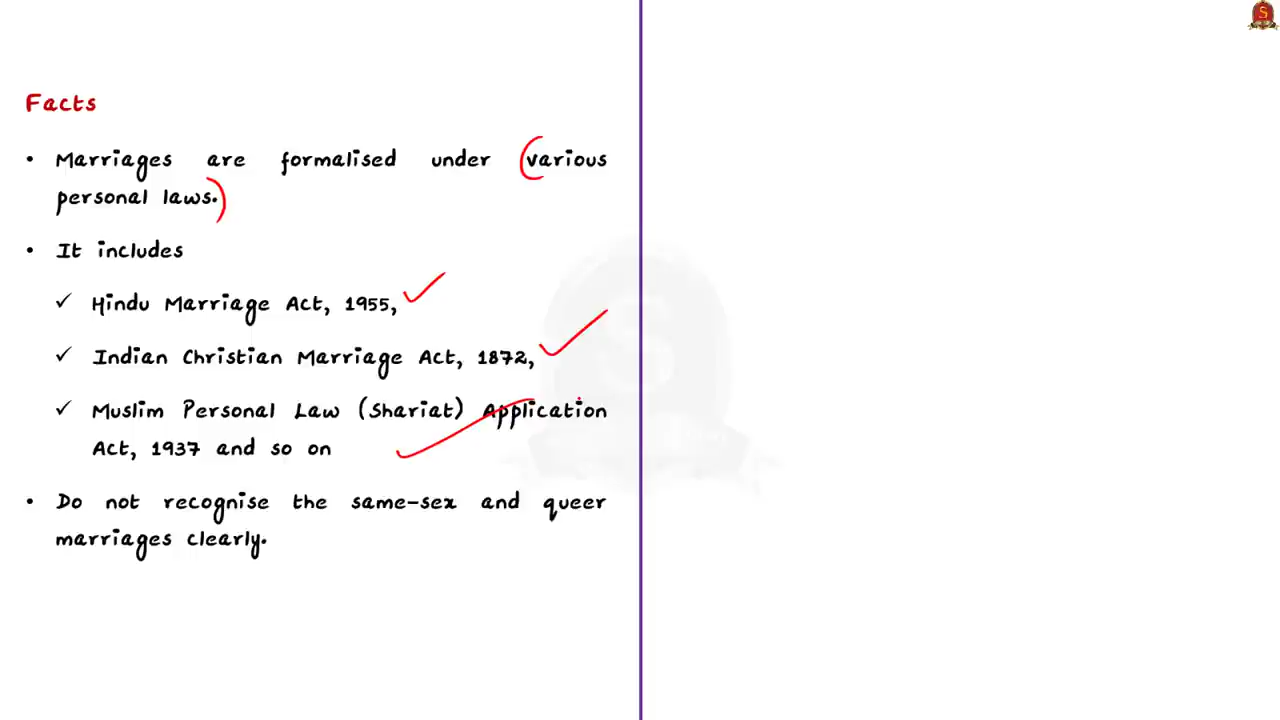 Facts
• Marriages are formalised under various
personal laws.
• It includes
✓ Hindu Marriage Act, 1955,
✓ Indian Christian Marriage Act, 1872,
✓ Muslim Personal Law (Shariat) Application
Act, 1937 and so on
• Do not recognise the same-sex and queer
marriages clearly.
S